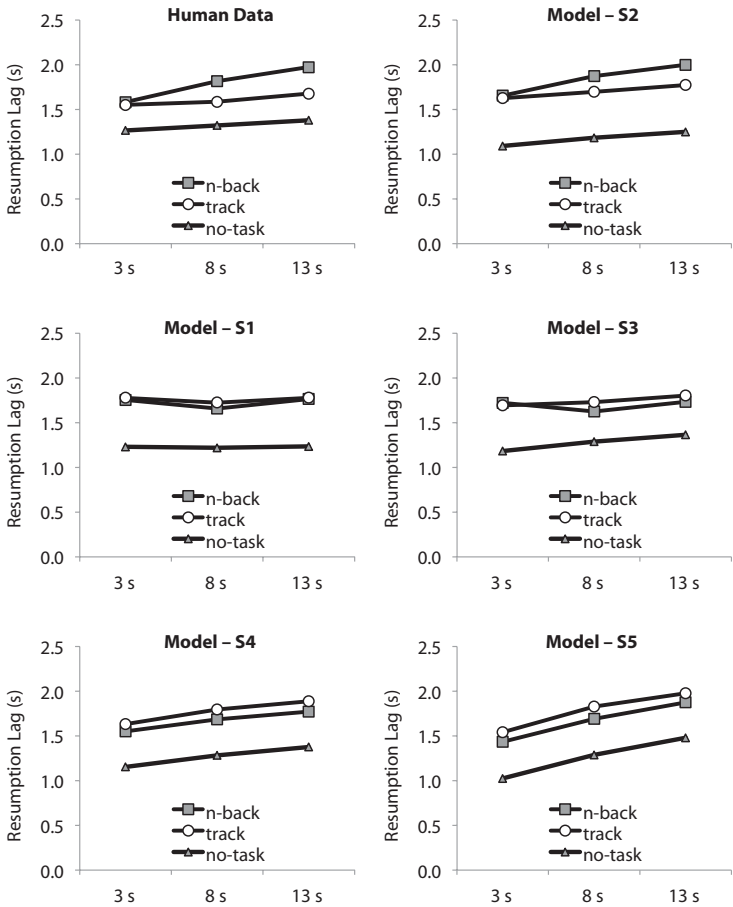 Human Data
Resumption Lag (s)
2.5
2.0
1.5
1.0
0.5
0.0
n-back
track
no-task
3 s 8 s 13 s
Model – S2
Resumption Lag (s)
2.5
2.0
1.5
1.0
0.5
0.0
n-back
track
no-task
3 s 8 s 13 s
Model – S1
Resumption Lag (s)
2.5
2.0
1.5
1.0
0.5
0.0
n-back
track
no-task
3 s 8 s 13 s
Model – S3
Resumption Lag (s)
2.5
2.0
1.5
1.0
0.5
0.0
n-back
track
no-task
3 s 8 s 13 s
Model – S4
Resumption Lag (s)
2.5
2.0
1.5
1.0
0.5
0.0
n-back
track
no-task
3 s 8 s 13 s
Model – S5
Resumption Lag (s)
2.5
2.0
1.5
1.0
0.5
0.0
n-back
track
no-task
3 s 8 s 13 s